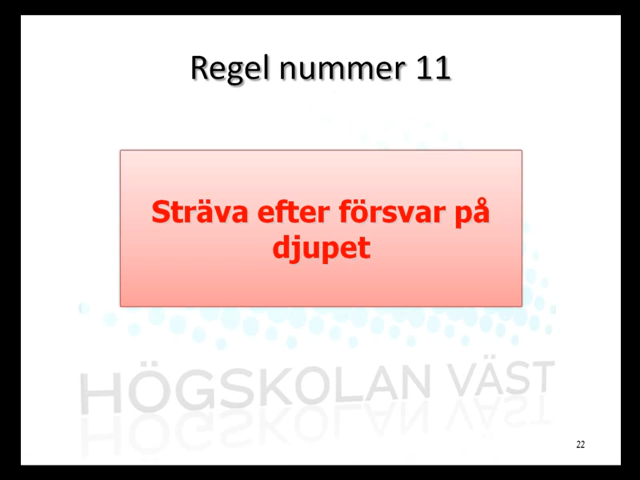 Regel nummer 11
Sträva efter försvar på
djupet
HÖGSKOLAN VÄST
22